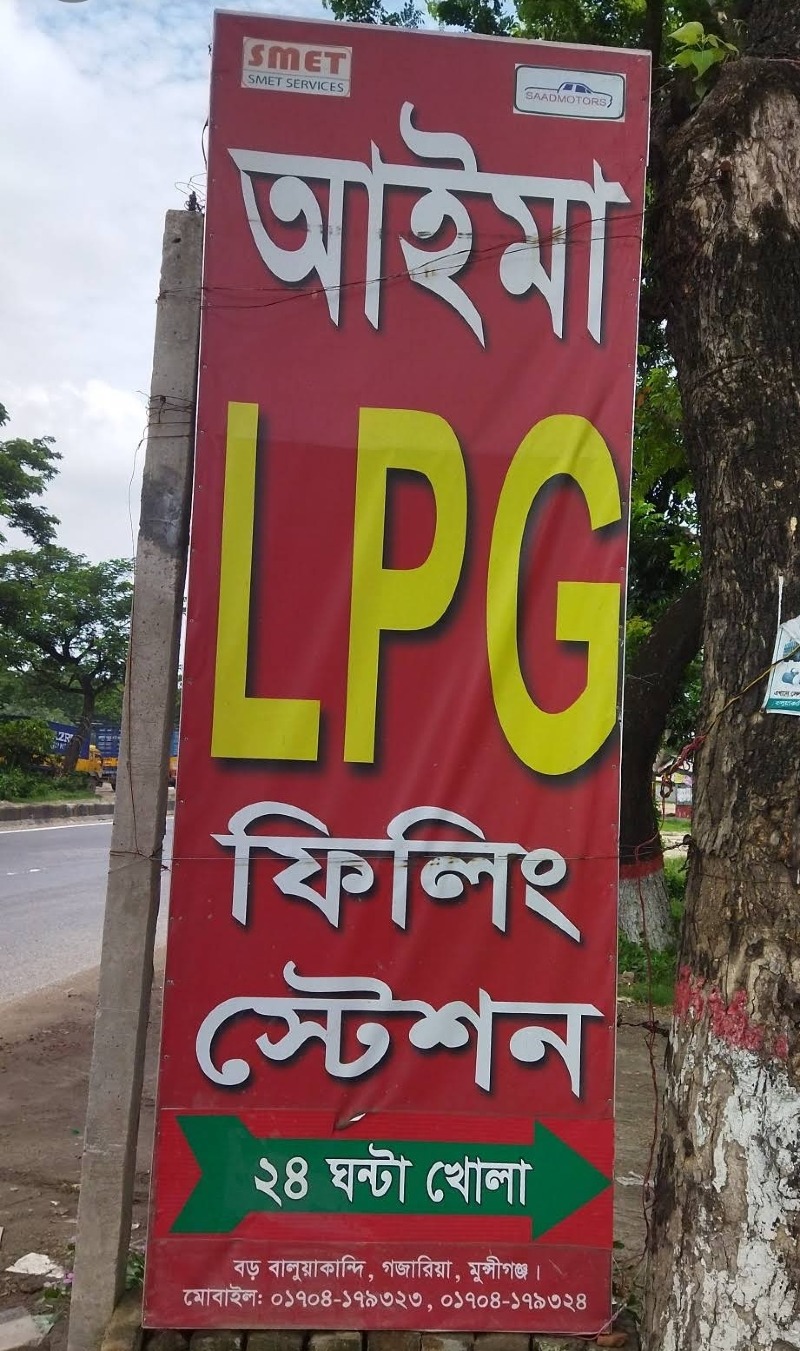 SMET
SMET SERVICES
SAADMOTORS
আইমা
LPG
ফিলিং
স্টেশন
২৪ ঘন্টা খোলা
বড় বালুয়াকান্দি, গজারিয়া, মুন্সীগঞ্জ।
মোবাইল: ০১৭০৪-১৭৯৩২৩, ০১৭০৪-১৭৯৩২৪